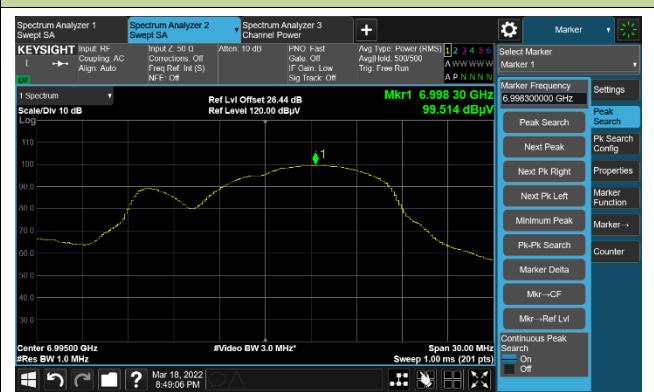 Spectrum Analyzer 1
Swept SA
Spectrum Analyzer 2
Swept SA
Spectrum Analyzer 3
Channel Power
Marker
KEYSIGHT
Input: RF
Coupling: AC
Align: Auto
Input Z: 50 Ω
Corrections: Off
Freq Ref: Int (S)
NFE: Off
Atten: 10 dB
PNO: Fast
Gate: Off
IF Gain: Low
Sig Track: Off
Avg Type: Power (RMS)
Avg|Hold: 500/500
Trig: Free Run
1 2 3 4 5 6
A W W W W W
A P N N N N
L
LXI
Select Marker
Marker 1
1 Spectrum
Scale/Div 10 dB
Log
Ref Lvl Offset 26.44 dB
Ref Level 120.00 dBµV
Mkr1 6.998 30 GHz
99.514 dBµV
110
100
90.0
80.0
70.0
60.0
50.0
40.0
30.0
1
Center 6.99500 GHz
#Res BW 1.0 MHz
#Video BW 3.0 MHz*
Span 30.00 MHz
Sweep 1.00 ms (201 pts)
Marker Frequency
6.998300000 GHz
Peak Search
Next Peak
Next Pk Right
Next Pk Left
Minimum Peak
Pk-Pk Search
Marker Delta
Mkr→CF
Mkr→Ref Lvl
Continuous Peak
Search
On
Off
Settings
Peak
Search
Pk Search
Config
Properties
Marker
Function
Marker→
Counter
Mar 18, 2022
8:49:06 PM